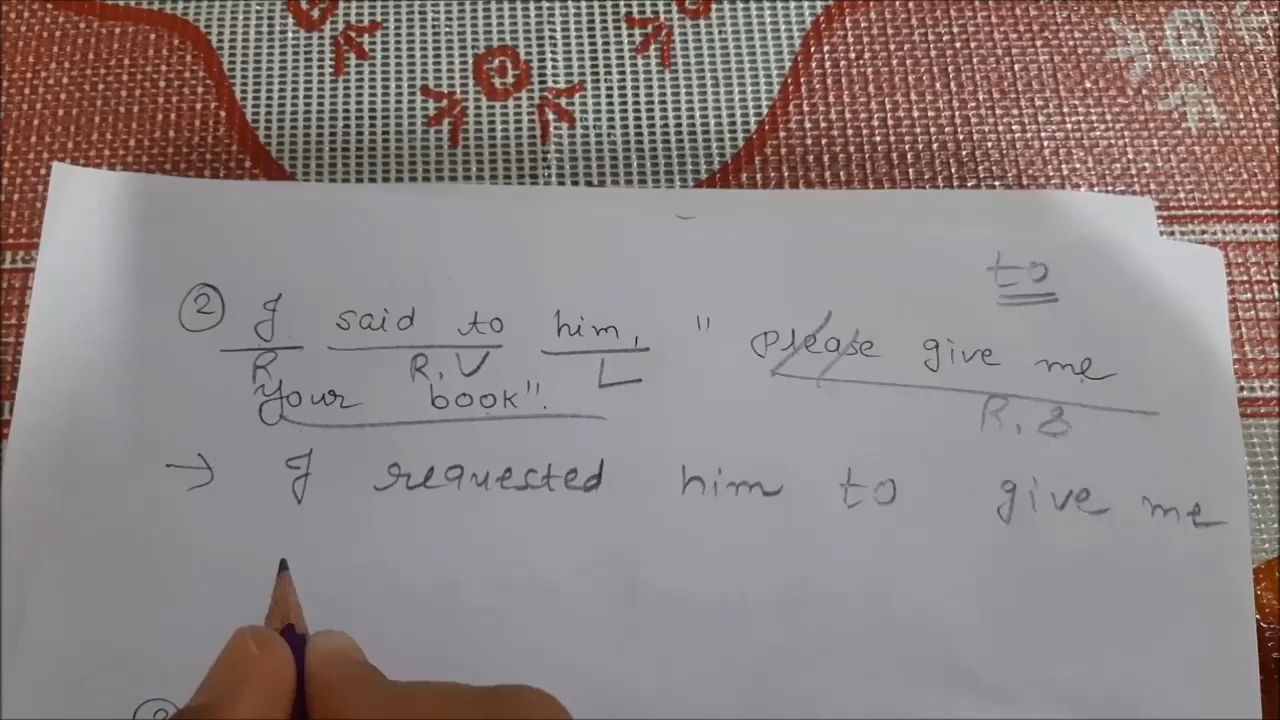 to
② I said to him, "Please give me
R R.V L
your book".
R.S
→ I requested him to give me